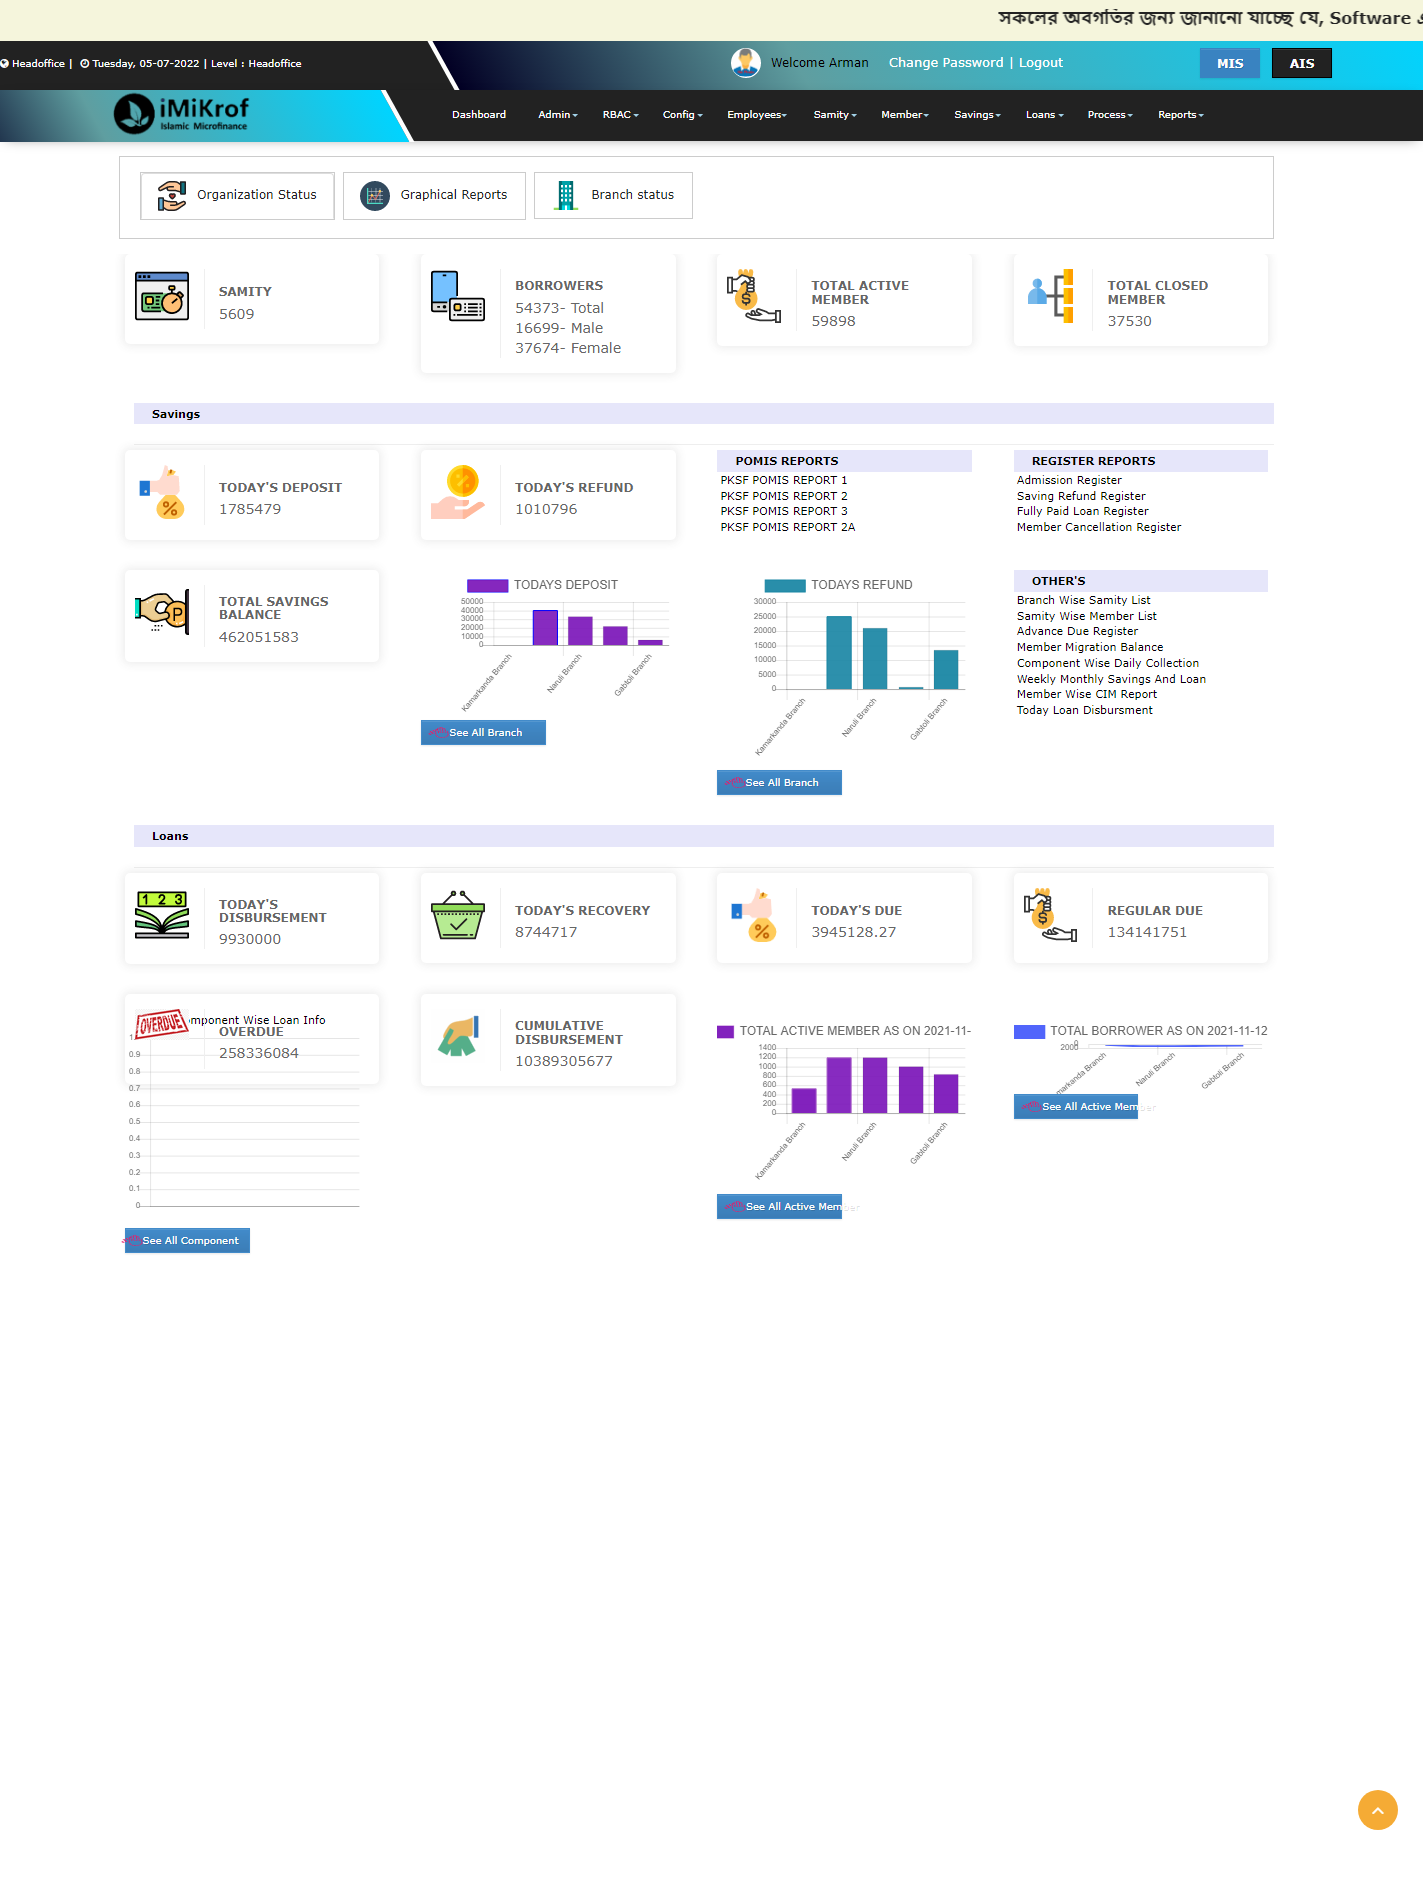 সকলের অবগতির জন্য জানানো যাচ্ছে যে, Software
Headoffice | Tuesday, 05-07-2022 | Level : Headoffice
Welcome Arman Change Password | Logout MIS AIS
iMiKrof
Islamic Microfinance
Dashboard Admin RBAC Config Employees Samity Member Savings Loans Process Reports
Organization Status Graphical Reports Branch status
SAMITY
5609
BORROWERS
54373- Total
16699- Male
37674- Female
TOTAL ACTIVE
MEMBER
59898
TOTAL CLOSED
MEMBER
37530
Savings
TODAY'S DEPOSIT
1785479
TODAY'S REFUND
1010796
POMIS REPORTS
PKSF POMIS REPORT 1
PKSF POMIS REPORT 2
PKSF POMIS REPORT 3
PKSF POMIS REPORT 2A
REGISTER REPORTS
Admission Register
Saving Refund Register
Fully Paid Loan Register
Member Cancellation Register
TOTAL SAVINGS
BALANCE
462051583
TODAYS DEPOSIT
50000
40000
30000
20000
10000
0
Kamarkanda Branch
Naruli Branch
Gabtoli Branch
See All Branch
TODAYS REFUND
30000
25000
20000
15000
10000
5000
0
Kamarkanda Branch
Naruli Branch
Gabtoli Branch
See All Branch
OTHER'S
Branch Wise Samity List
Samity Wise Member List
Advance Due Register
Member Migration Balance
Component Wise Daily Collection
Weekly Monthly Savings And Loan
Member Wise CIM Report
Today Loan Disbursment
Loans
1 2 3
TODAY'S
DISBURSEMENT
9930000
TODAY'S RECOVERY
8744717
TODAY'S DUE
3945128.27
REGULAR DUE
134141751
OVERDUE
mponent Wise Loan Info
OVERDUE
258336084
0.9
0.8
0.7
0.6
0.5
0.4
0.3
0.2
0.1
0
See All Component
CUMULATIVE
DISBURSEMENT
10389305677
TOTAL ACTIVE MEMBER AS ON 2021-11-
1400
1200
1000
800
600
400
200
0
Kamarkanda Branch
Naruli Branch
Gabtoli Branch
See All Active Member
TOTAL BORROWER AS ON 2021-11-12
0
2000
markanda Branch
Naruli Branch
Gabtoli Branch
See All Active Member